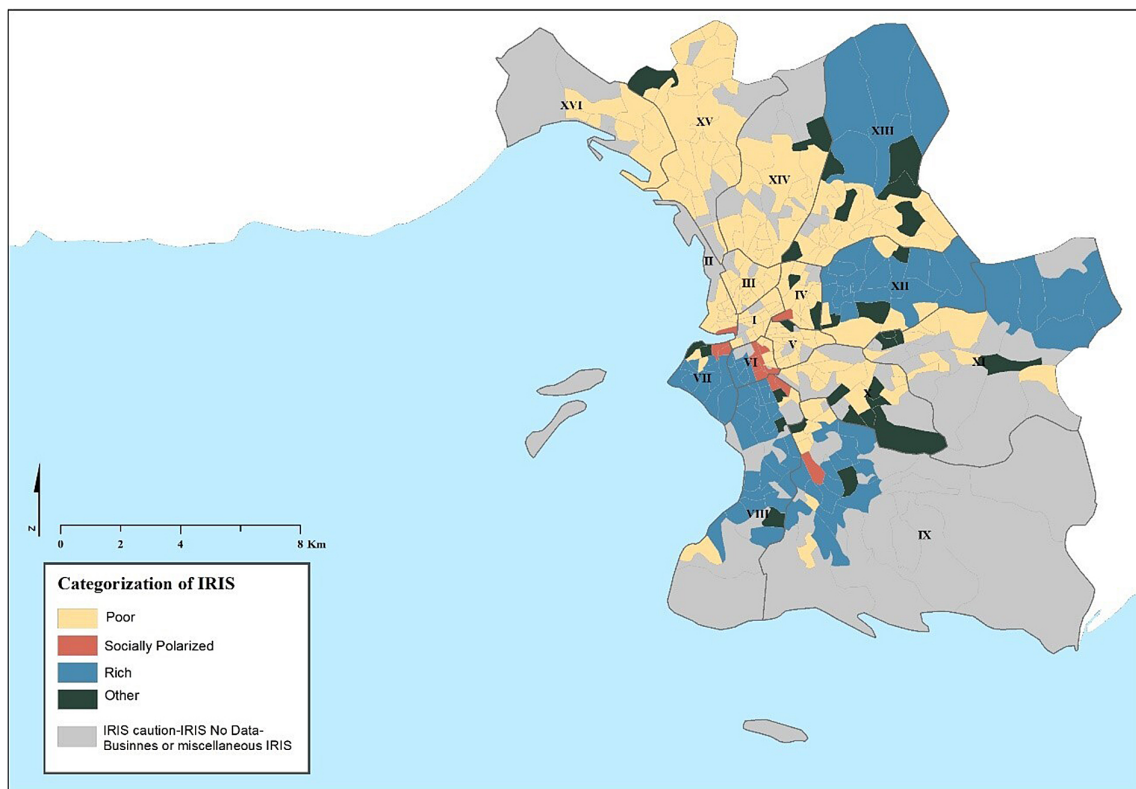 XVI
XV
XIII
XIV
II
III
IV
XII
I
V
VI
VII
XI
X
VIII
IX
N
0 2 4 8 Km
Categorization of IRIS
Poor
Socially Polarized
Rich
Other
IRIS caution-IRIS No Data-
Businnes or miscellaneous IRIS